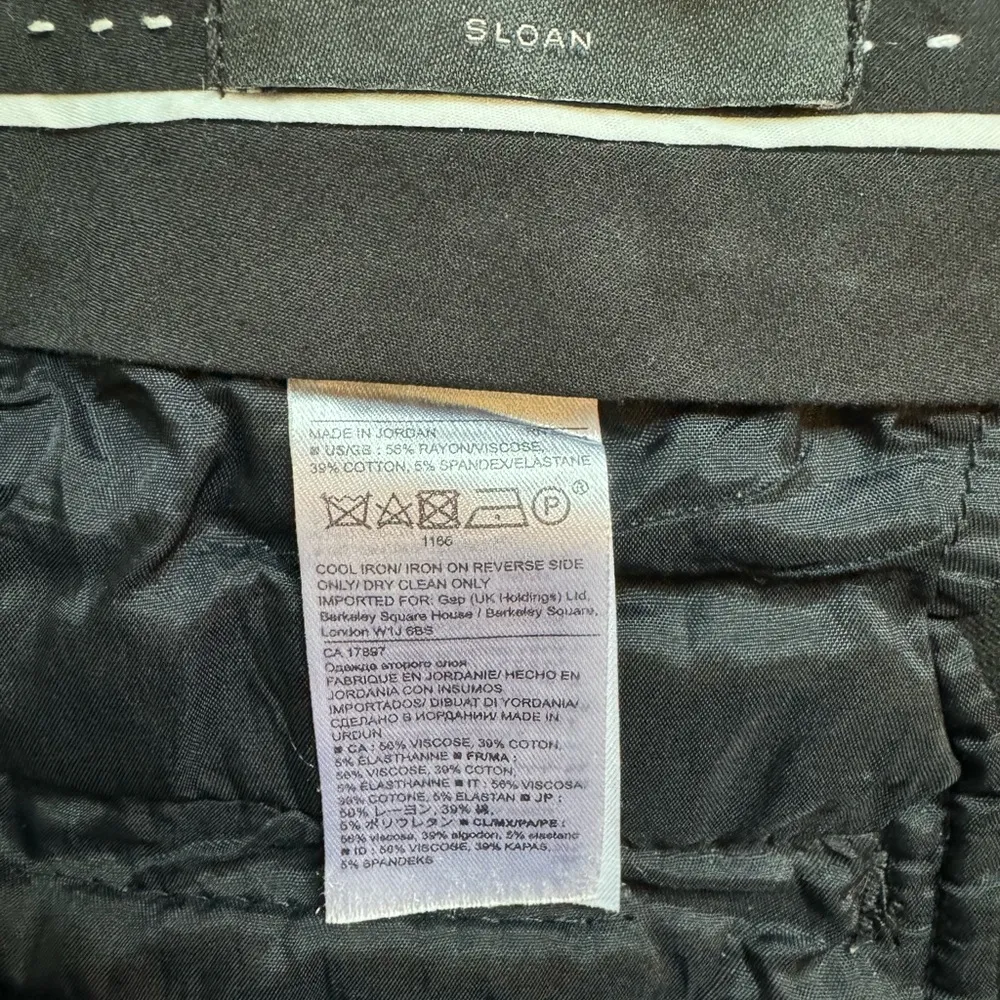 SLOAN
MADE IN JORDAN
■ US/GB : 56% RAYON/VISCOSE,
39% COTTON, 5% SPANDEX/ELASTANE
P ®
1166
COOL IRON/ IRON ON REVERSE SIDE
ONLY/ DRY CLEAN ONLY
IMPORTED FOR: Gap (UK Holdings) Ltd.
Berkeley Square House / Berkeley Square,
London W1J 6BS
CA 17897
Одежда второго слоя
FABRIQUE EN JORDANIE/ HECHO EN
JORDANIA CON INSUMOS
IMPORTADOS/ DIBUAT DI YORDANIA/
СДЕЛАНО В ИОРДАНИИ/ MADE IN
URDUN
■ CA : 56% VISCOSE, 39% COTON,
5% ÉLASTHANNE ■ FR/MA :
56% VISCOSE, 39% COTON,
5% ÉLASTHANNE ■ IT : 56% VISCOSA,
39% COTONE, 5% ELASTAN ■ JP :
56% レーヨン, 39% 綿,
5% ポリウレタン ■ CL/MX/PA/PE :
56% viscosa, 39% algodon, 5% elastano
■ ID : 56% VISCOSE, 39% KAPAS,
5% SPANDEKS